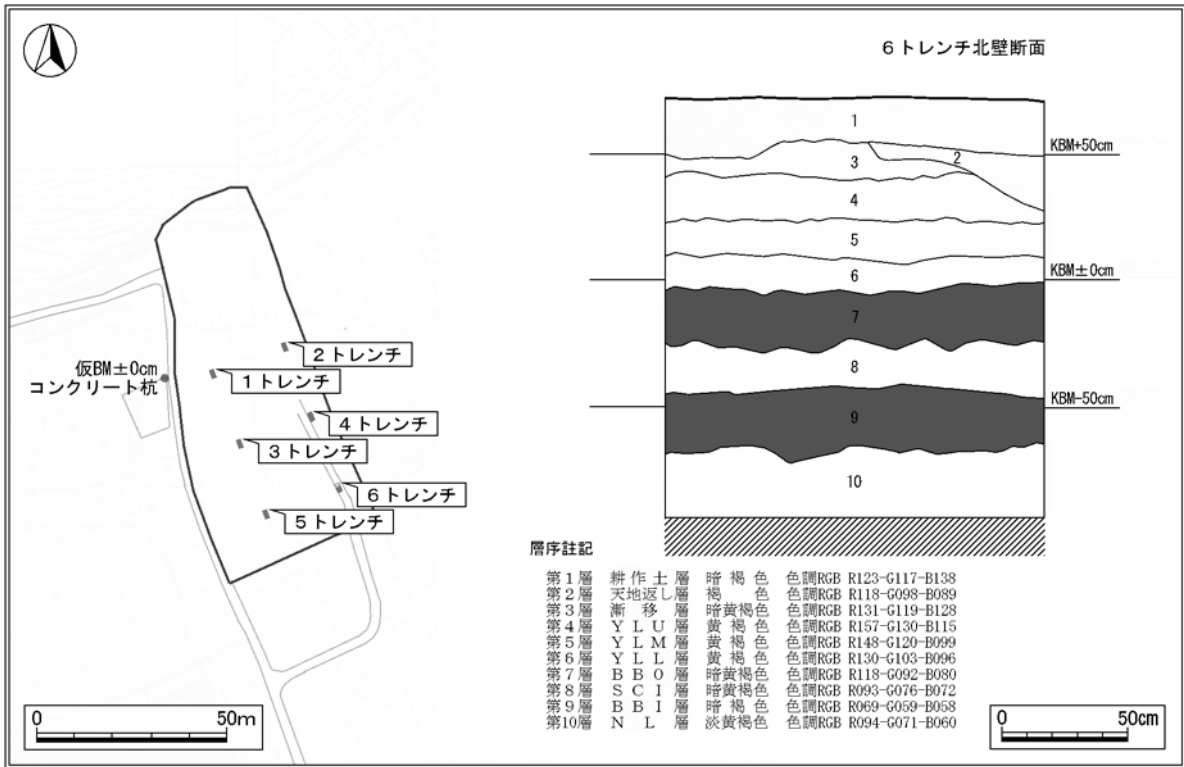 6トレンチ北壁断面
1
KBM+50cm
2
3
4
5
6
KBM±0cm
7
8
KBM−50cm
9
10
2トレンチ
仮BM±0cm
コンクリート杭
1トレンチ
4トレンチ
3トレンチ
6トレンチ
5トレンチ
層序註記
第1層 耕作土層 暗褐色 色調RGB R123-G117-B138
第2層 天地返し層 褐色 色調RGB R118-G098-B089
第3層 漸移層 暗黄褐色 色調RGB R131-G119-B128
第4層 YLU層 黄褐色 色調RGB R157-G130-B115
第5層 YLM層 黄褐色 色調RGB R148-G120-B099
第6層 YLL層 黄褐色 色調RGB R130-G103-B096
第7層 BB0層 暗黄褐色 色調RGB R118-G092-B080
第8層 SCI層 暗黄褐色 色調RGB R093-G076-B072
第9層 BBI層 暗褐色 色調RGB R069-G059-B058
第10層 NL層 淡黄褐色 色調RGB R094-G071-B060
0 50m
0 50cm